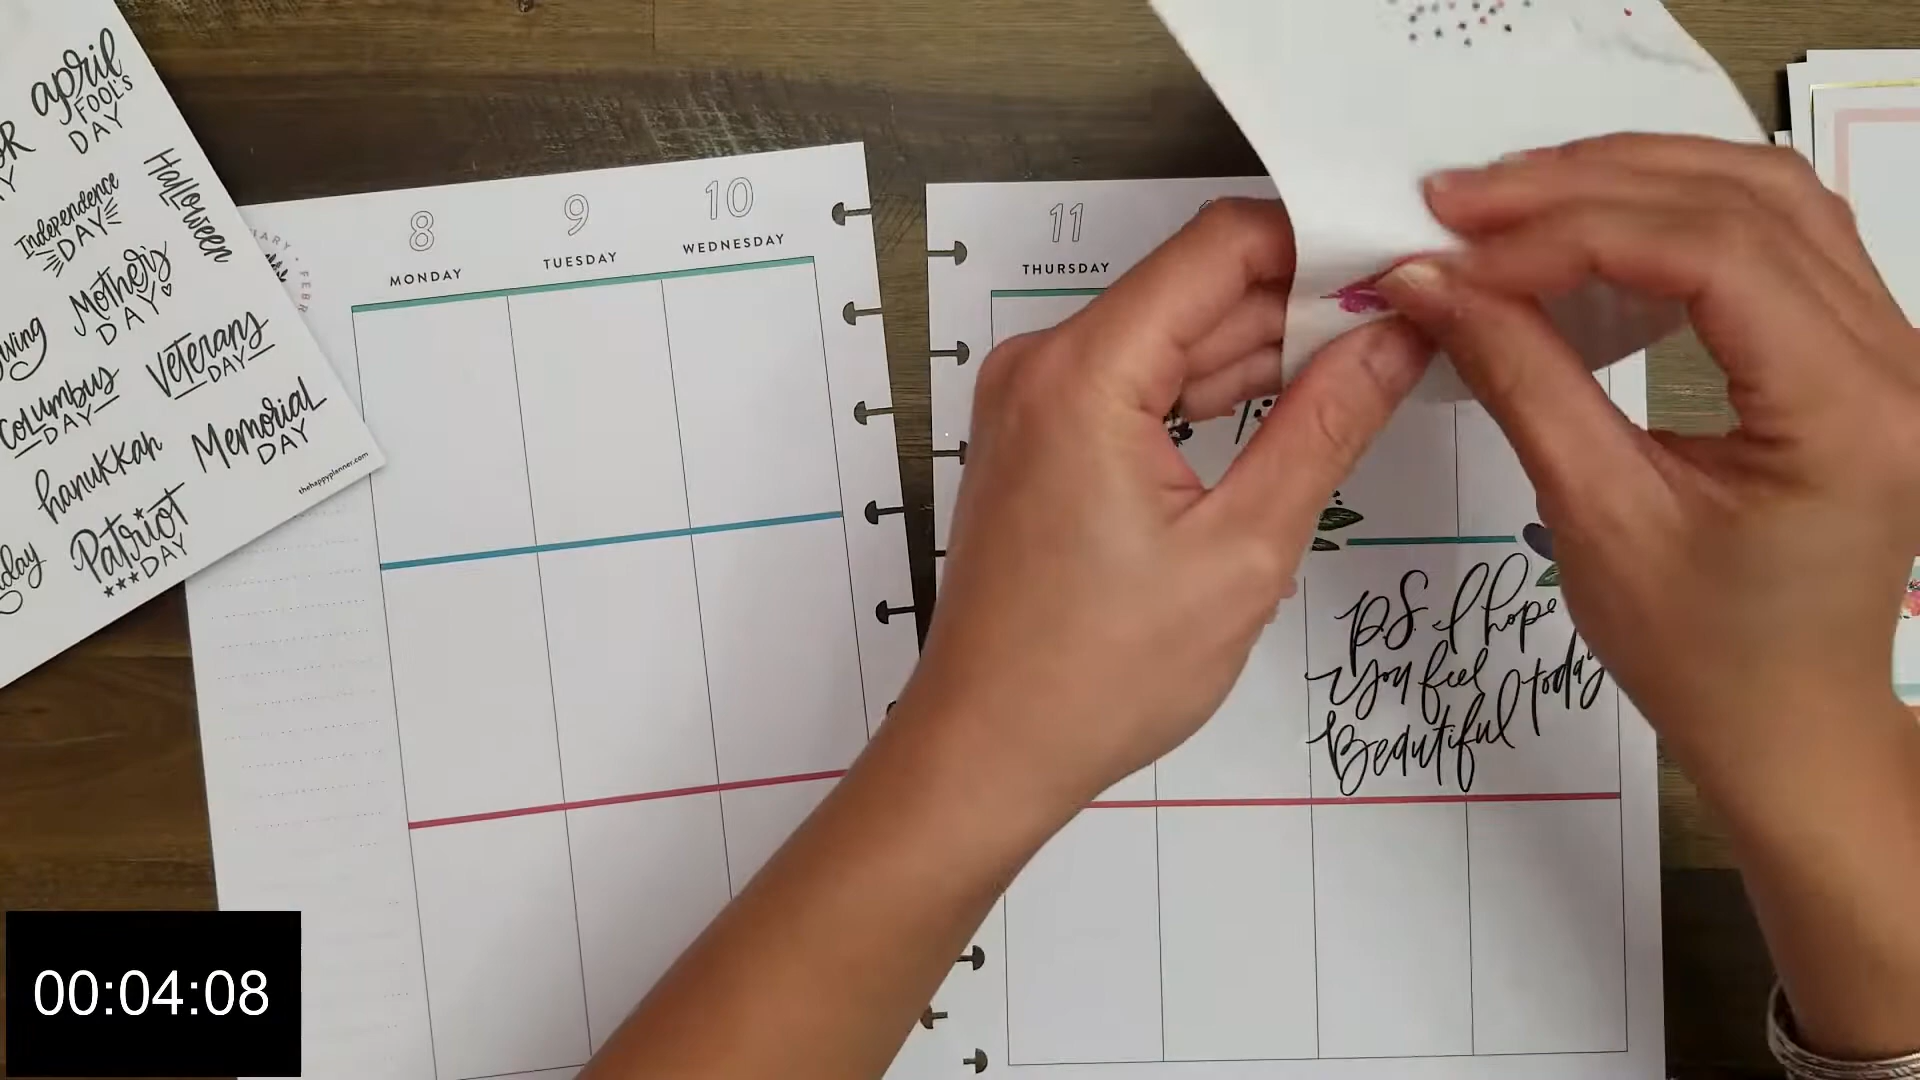 april
FOOL'S
DAY
Halloween
Independence
DAY
Mother's
DAY
Veterans
DAY
Columbus
DAY
Memorial
DAY
hanukkah
thehappyplanner.com
Patriot
DAY
8
MONDAY
9
TUESDAY
10
WEDNESDAY
11
THURSDAY
P.S. I hope
You feel
Beautiful today
00:04:08